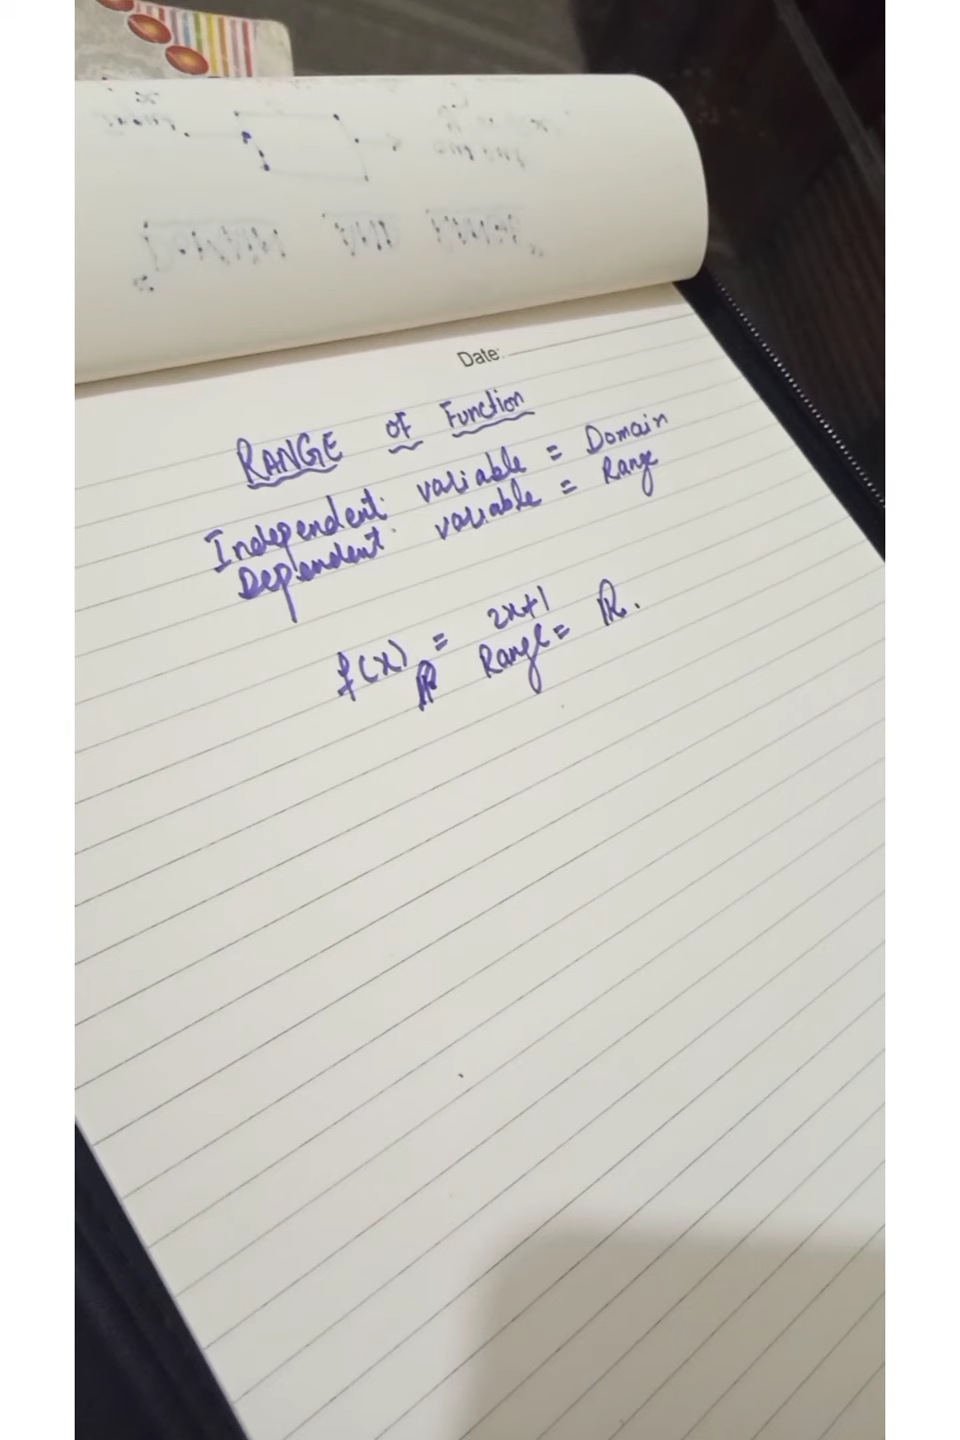 Date:
RANGE OF Function
Independent variable = Domain
Dependent variable = Range
f(x) = 2x+1
ℝ Range = ℝ.